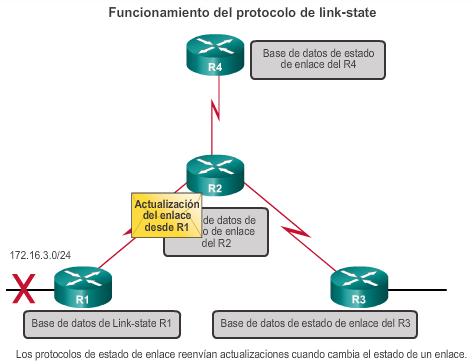 Funcionamiento del protocolo de link-state
R4
Base de datos de estado
de enlace del R4
R2
Actualización
del enlace
desde R1
de datos de
o de enlace
del R2
172.16.3.0/24
X
R1
R3
Base de datos de Link-state R1
Base de datos de estado de enlace del R3
Los protocolos de estado de enlace reenvían actualizaciones cuando cambia el estado de un enlace.